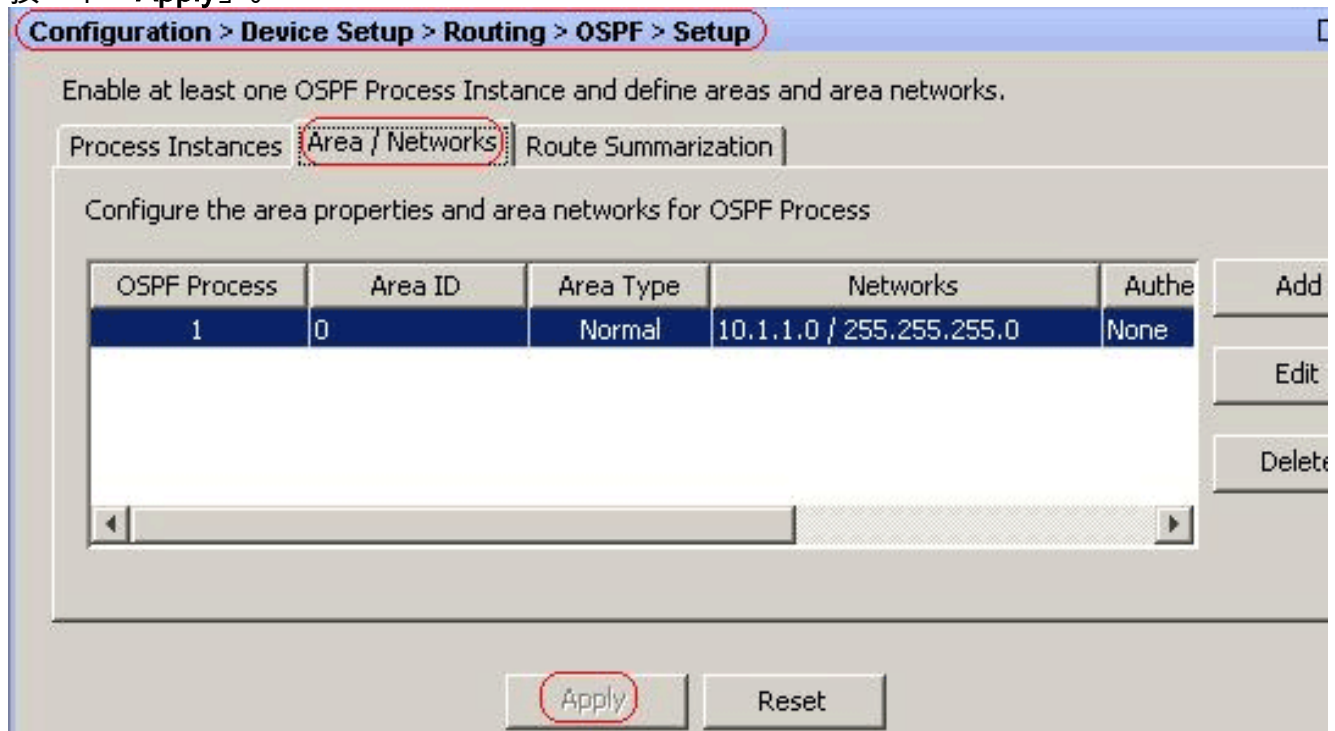 Apply」。
Configuration > Device Setup > Routing > OSPF > Setup
Enable at least one OSPF Process Instance and define areas and area networks.
Process Instances Area / Networks Route Summarization
Configure the area properties and area networks for OSPF Process
OSPF Process Area ID Area Type Networks Authe
1 0 Normal 10.1.1.0 / 255.255.255.0 None
Add
Edit
Delete
Apply Reset